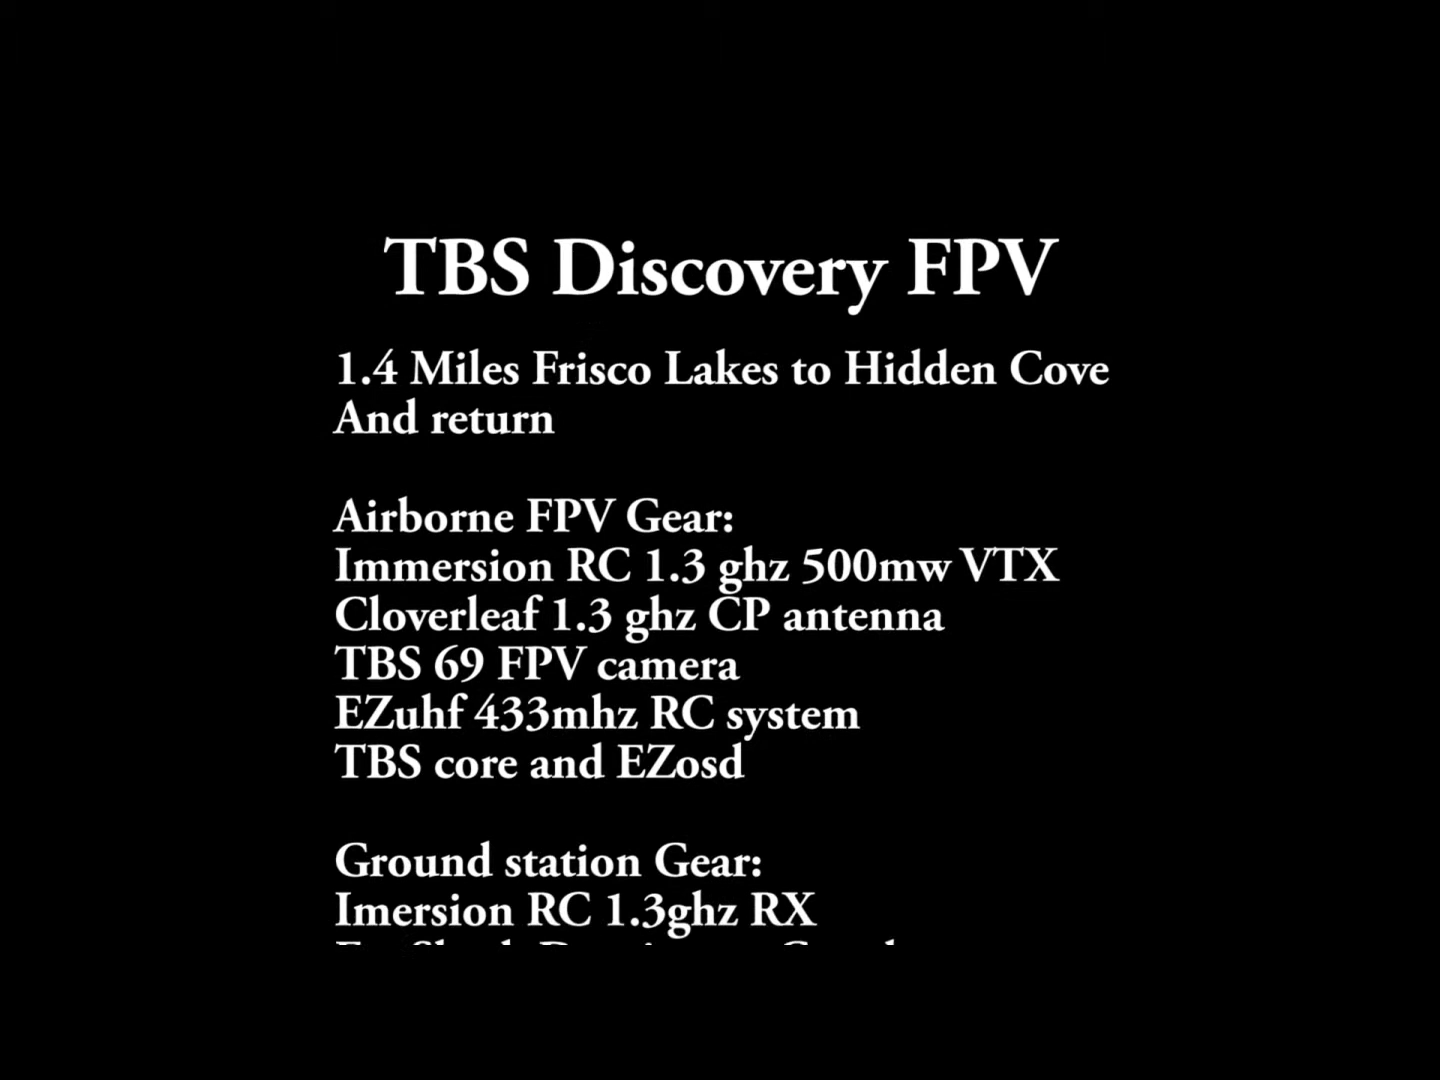 TBS Discovery FPV
1.4 Miles Frisco Lakes to Hidden Cove
And return
Airborne FPV Gear:
Immersion RC 1.3 ghz 500mw VTX
Cloverleaf 1.3 ghz CP antenna
TBS 69 FPV camera
EZuhf 433mhz RC system
TBS core and EZosd
Ground station Gear:
Imersion RC 1.3ghz RX